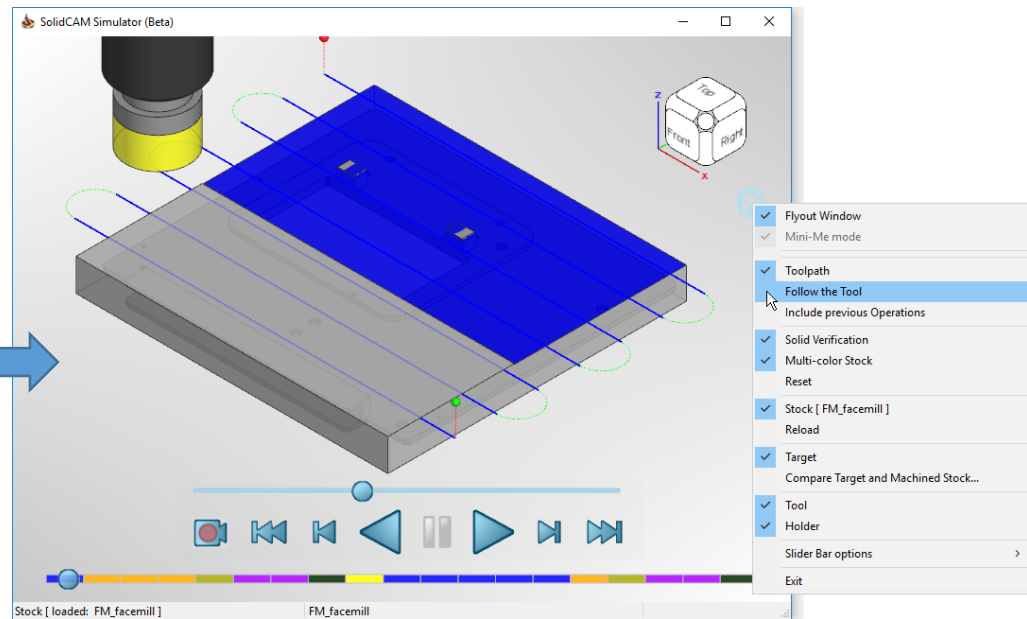 SolidCAM Simulator (Beta)
Top
Front
Right
z
x
Flyout Window
Mini-Me mode
Toolpath
Follow the Tool
Include previous Operations
Solid Verification
Multi-color Stock
Reset
Stock [ FM_facemill ]
Reload
Target
Compare Target and Machined Stock...
Tool
Holder
Slider Bar options
Exit
Stock [ loaded: FM_facemill ]
FM_facemill